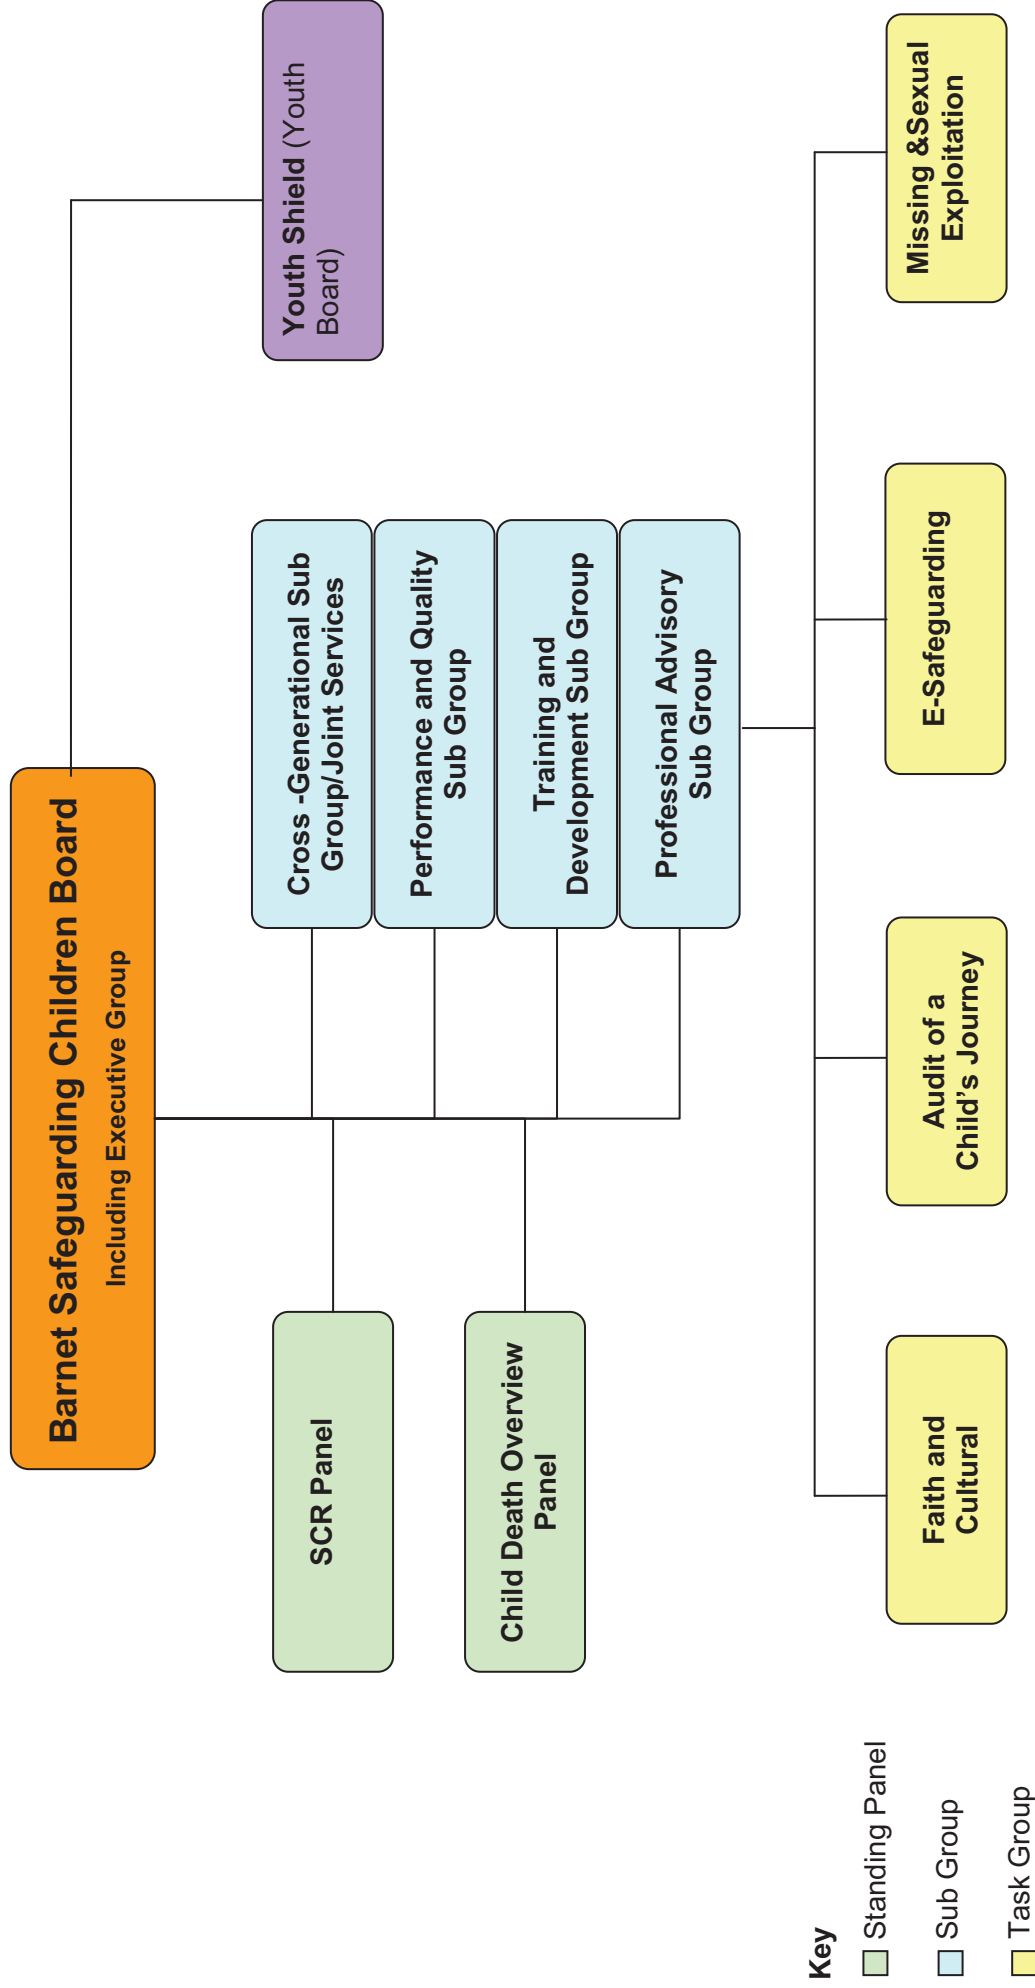 Barnet Safeguarding Children Board
Including Executive Group
Youth Shield (Youth
Board)
SCR Panel
Child Death Overview
Panel
Cross -Generational Sub
Group/Joint Services
Performance and Quality
Sub Group
Training and
Development Sub Group
Professional Advisory
Sub Group
Faith and
Cultural
Audit of a
Child’s Journey
E-Safeguarding
Missing &Sexual
Exploitation
Key
Standing Panel
Sub Group
Task Group